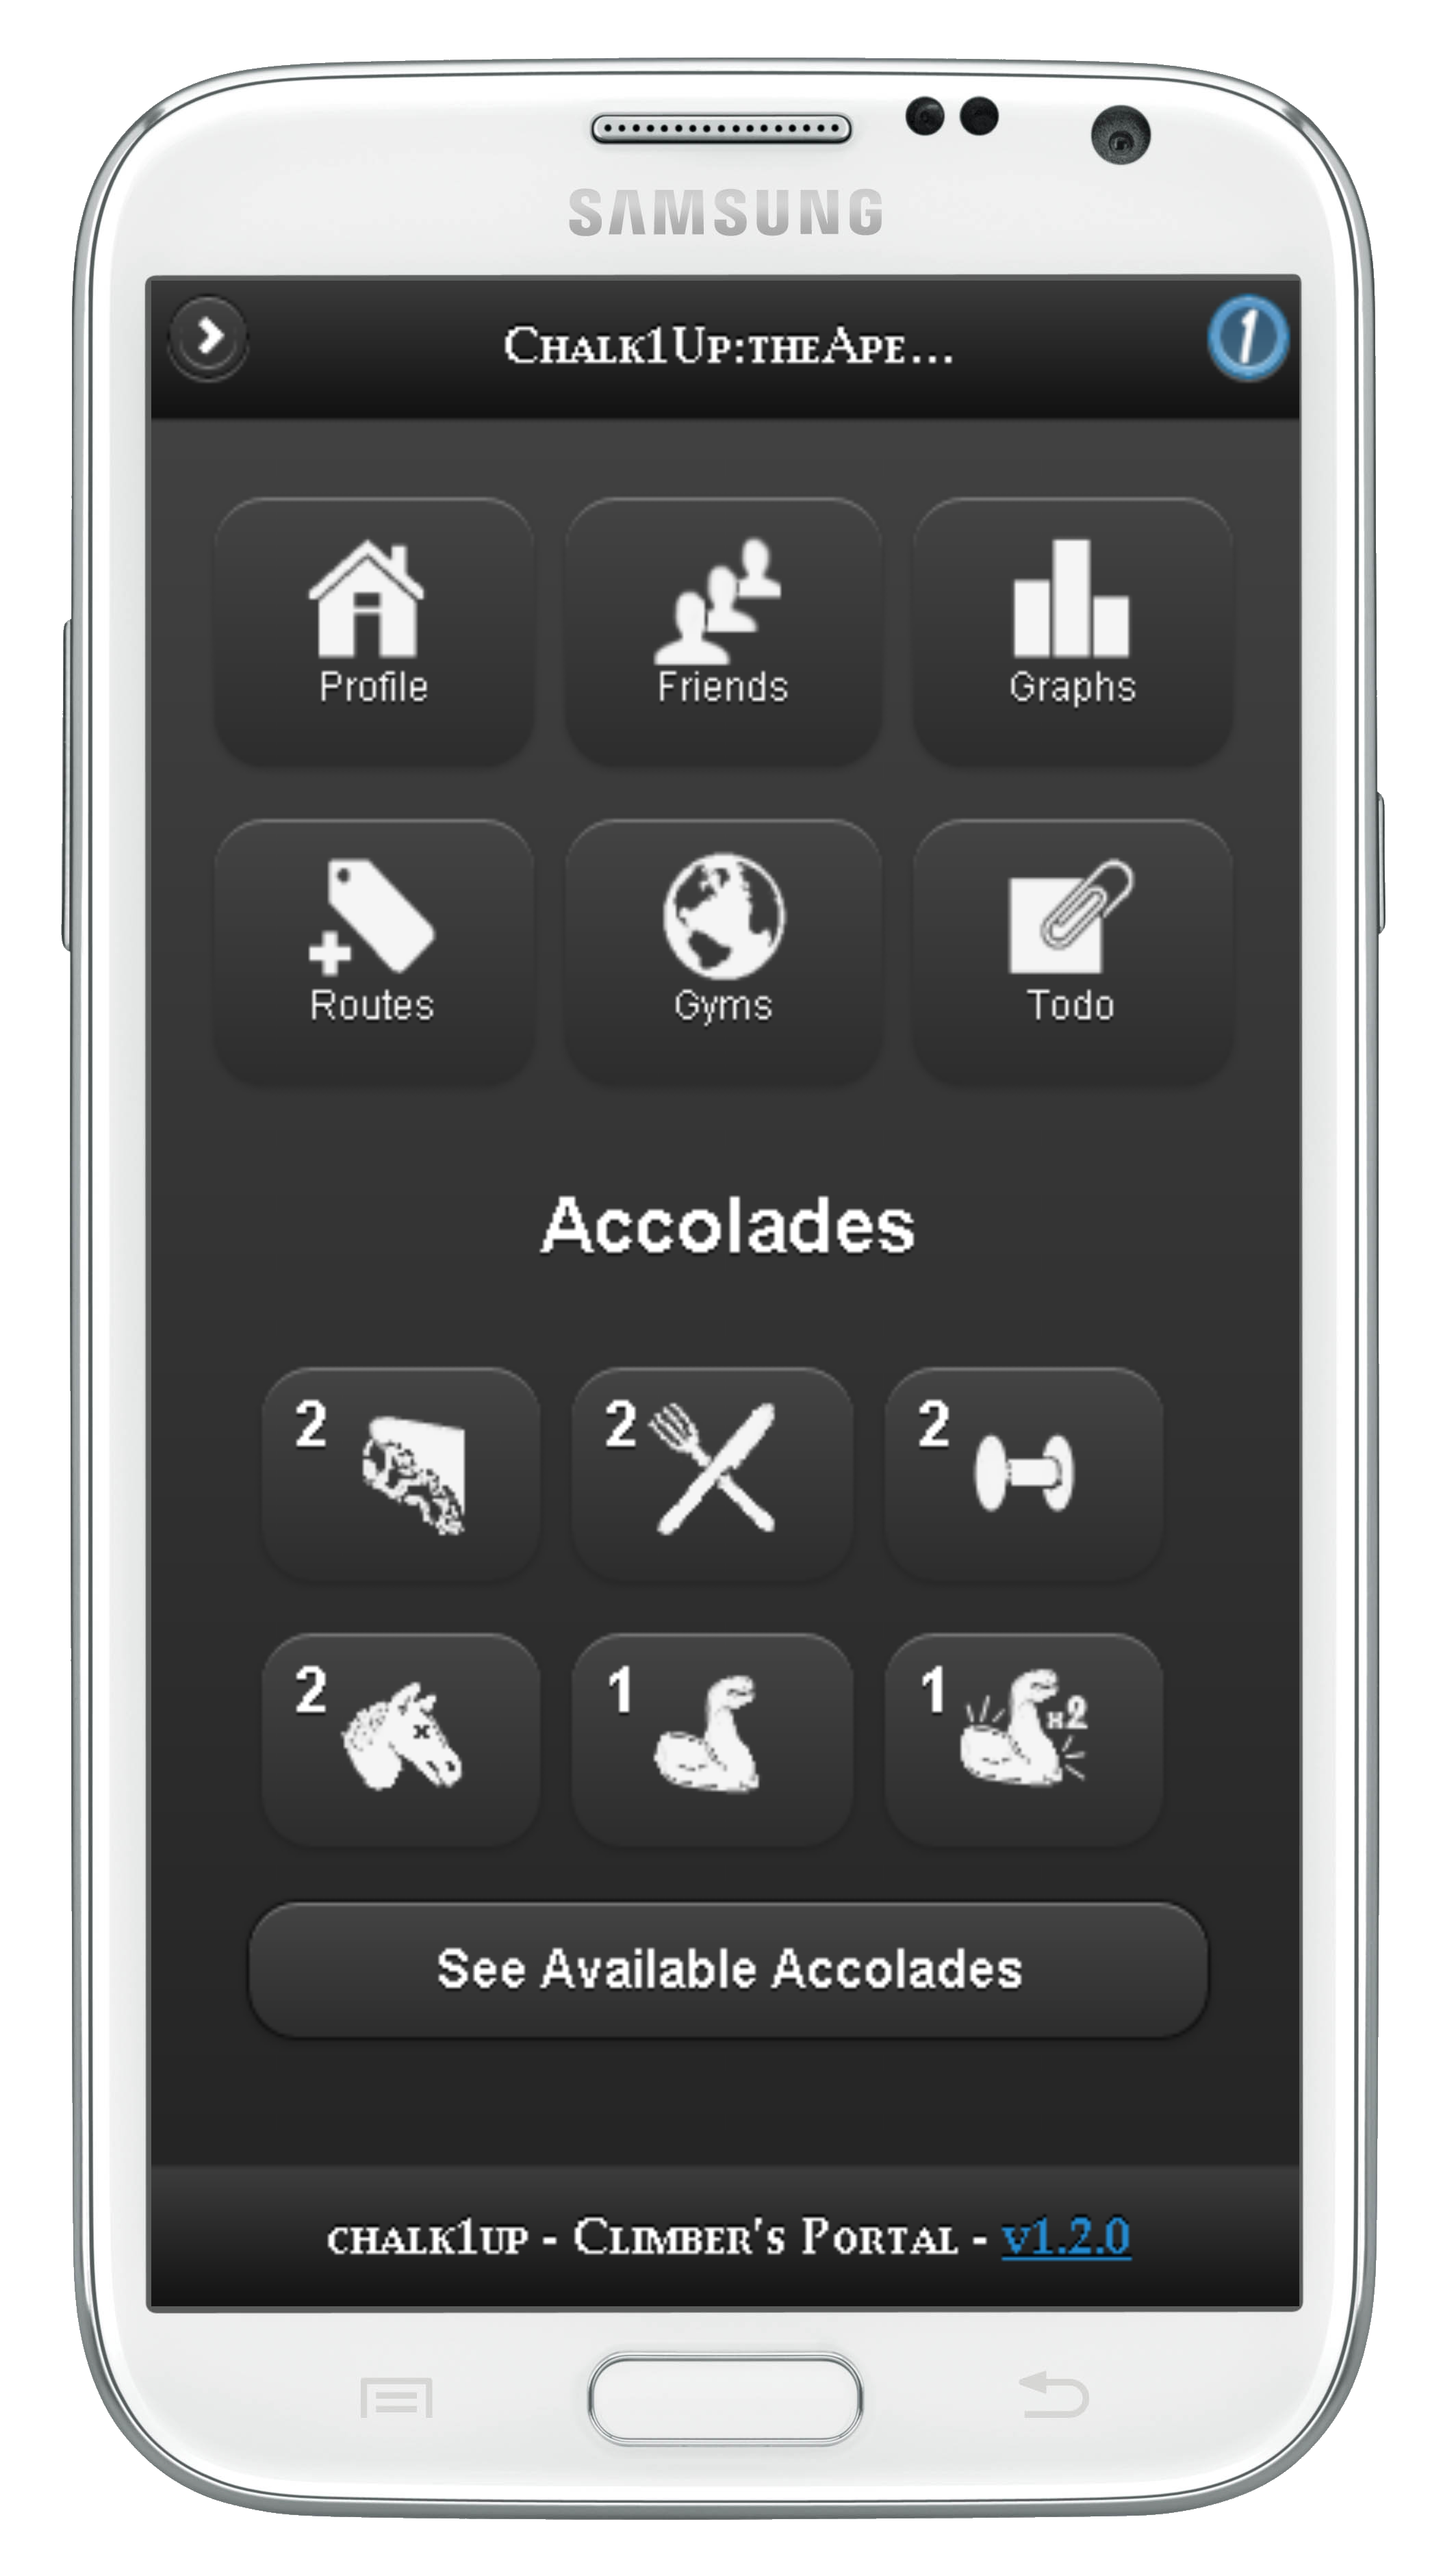 SAMSUNG
Chalk1Up:theApe...
1
Profile
Friends
Graphs
Routes
Gyms
Todo
Accolades
2
2
2
2
x
1
1
x2
See Available Accolades
chalk1up - Climber's Portal - v1.2.0